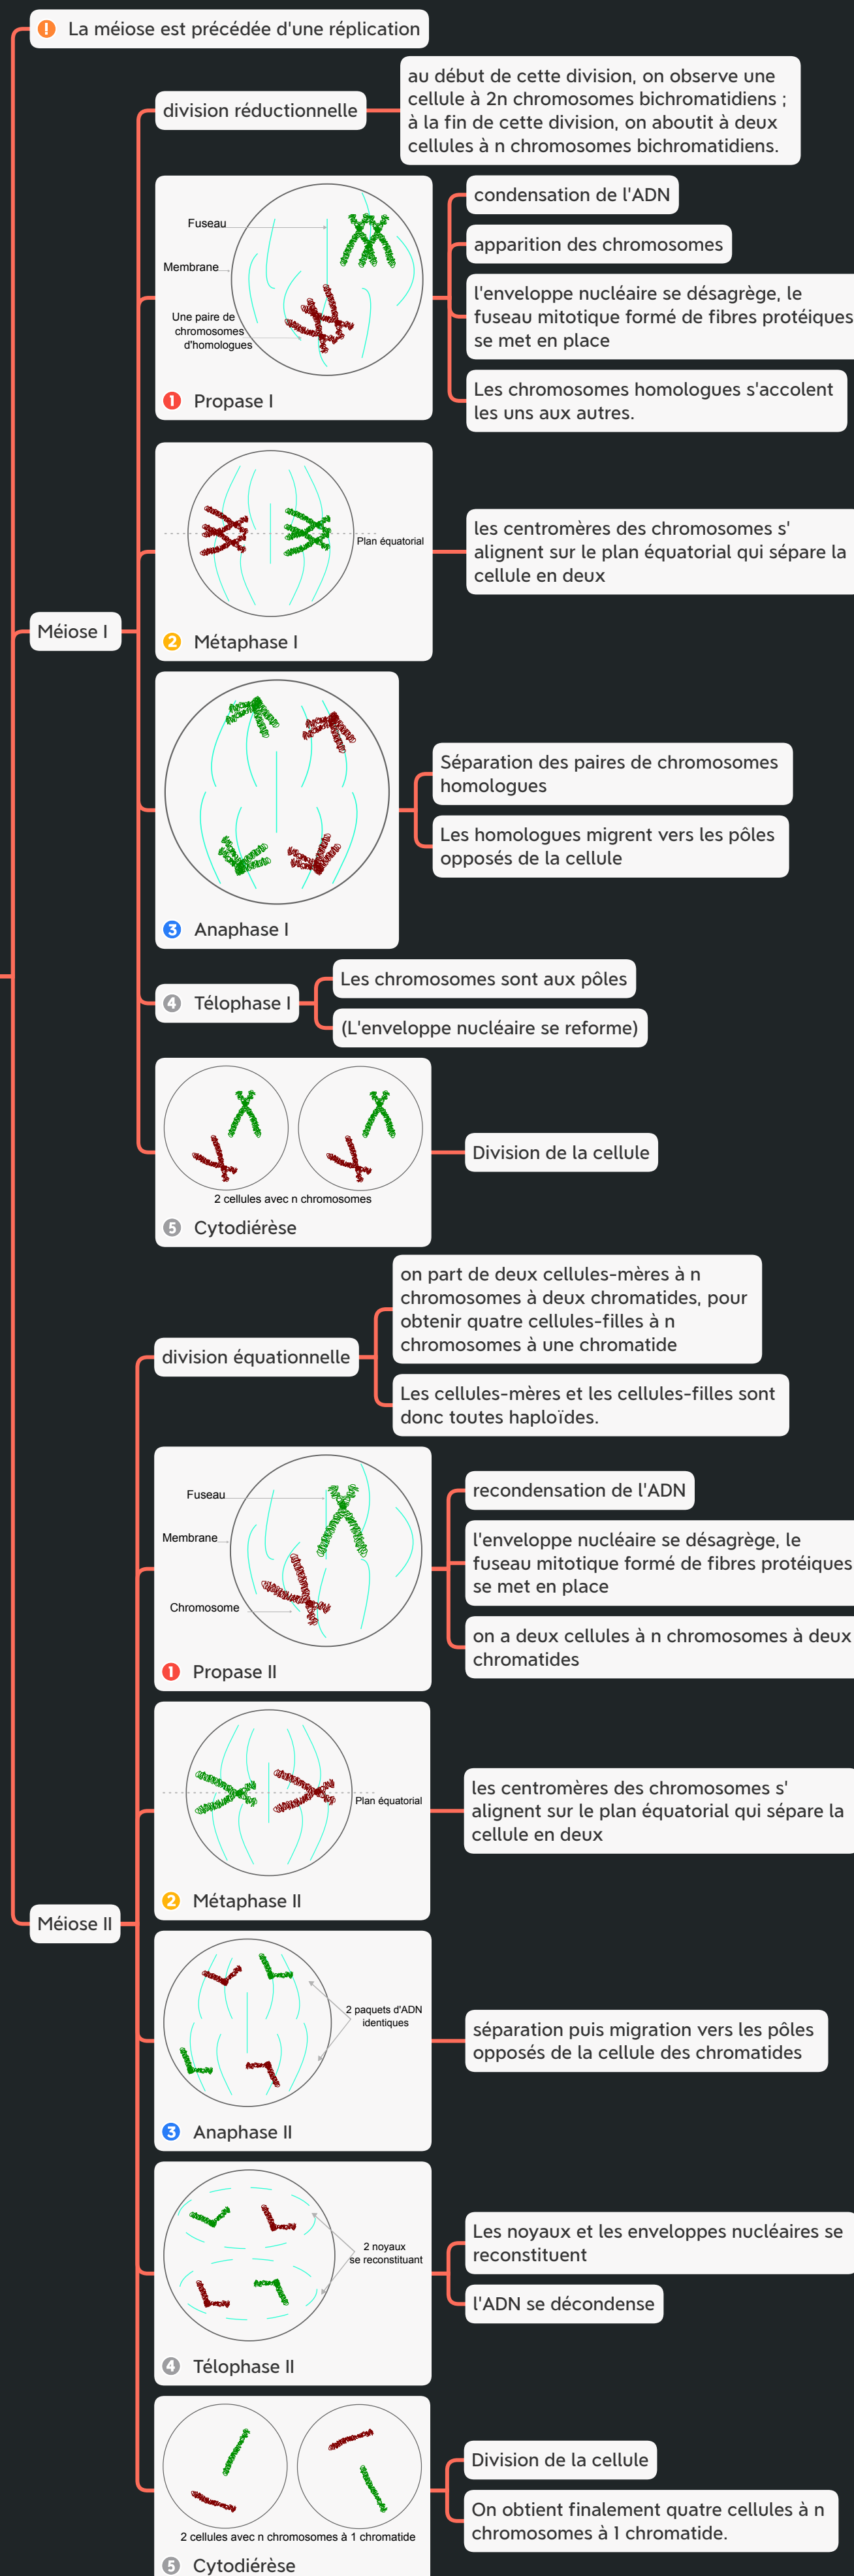 ! La méiose est précédée d'une réplication
Méiose I
division réductionnelle
au début de cette division, on observe une
cellule à 2n chromosomes bichromatidiens ;
à la fin de cette division, on aboutit à deux
cellules à n chromosomes bichromatidiens.
Fuseau
Membrane
Une paire de
chromosomes
d'homologues
1 Propase I
condensation de l'ADN
apparition des chromosomes
l'enveloppe nucléaire se désagrège, le
fuseau mitotique formé de fibres protéiques
se met en place
Les chromosomes homologues s'accolent
les uns aux autres.
Plan équatorial
2 Métaphase I
les centromères des chromosomes s'
alignent sur le plan équatorial qui sépare la
cellule en deux
3 Anaphase I
Séparation des paires de chromosomes
homologues
Les homologues migrent vers les pôles
opposés de la cellule
4 Télophase I
Les chromosomes sont aux pôles
(L'enveloppe nucléaire se reforme)
2 cellules avec n chromosomes
5 Cytodiérèse
Division de la cellule
Méiose II
division équationnelle
on part de deux cellules-mères à n
chromosomes à deux chromatides, pour
obtenir quatre cellules-filles à n
chromosomes à une chromatide
Les cellules-mères et les cellules-filles sont
donc toutes haploïdes.
Fuseau
Membrane
Chromosome
1 Propase II
recondensation de l'ADN
l'enveloppe nucléaire se désagrège, le
fuseau mitotique formé de fibres protéiques
se met en place
on a deux cellules à n chromosomes à deux
chromatides
Plan équatorial
2 Métaphase II
les centromères des chromosomes s'
alignent sur le plan équatorial qui sépare la
cellule en deux
2 paquets d'ADN
identiques
3 Anaphase II
séparation puis migration vers les pôles
opposés de la cellule des chromatides
2 noyaux
se reconstituant
4 Télophase II
Les noyaux et les enveloppes nucléaires se
reconstituent
l'ADN se décondense
2 cellules avec n chromosomes à 1 chromatide
5 Cytodiérèse
Division de la cellule
On obtient finalement quatre cellules à n
chromosomes à 1 chromatide.